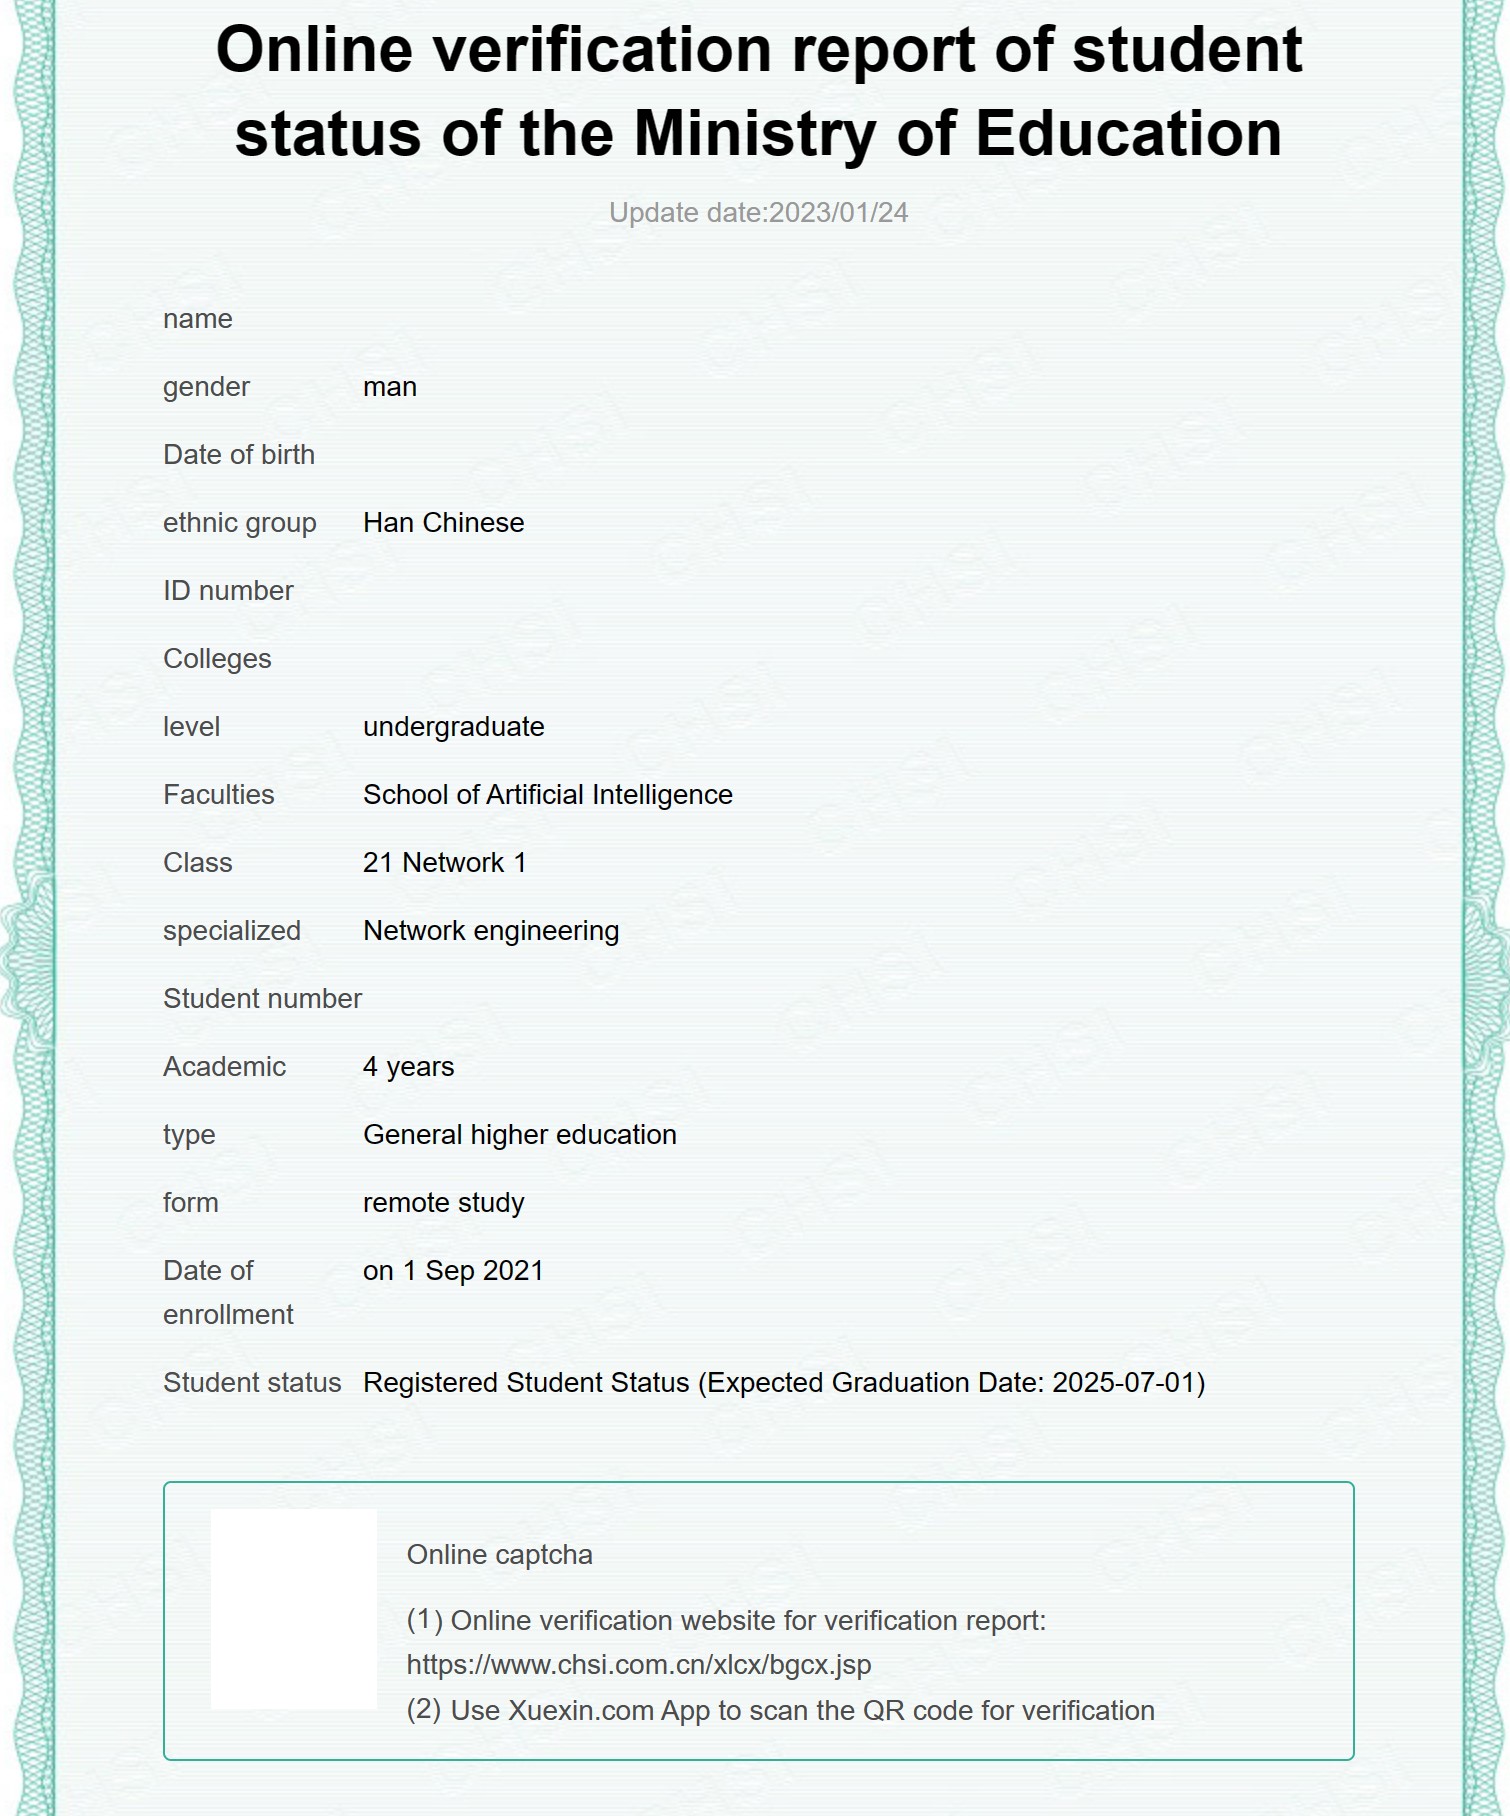 Online verification report of student
status of the Ministry of Education
Update date:2023/01/24
name
gender man
Date of birth
ethnic group Han Chinese
ID number
Colleges
level undergraduate
Faculties School of Artificial Intelligence
Class 21 Network 1
specialized Network engineering
Student number
Academic 4 years
type General higher education
form remote study
Date of on 1 Sep 2021
enrollment
Student status Registered Student Status (Expected Graduation Date: 2025-07-01)
Online captcha
(1) Online verification website for verification report:
https://www.chsi.com.cn/xlcx/bgcx.jsp
(2) Use Xuexin.com App to scan the QR code for verification